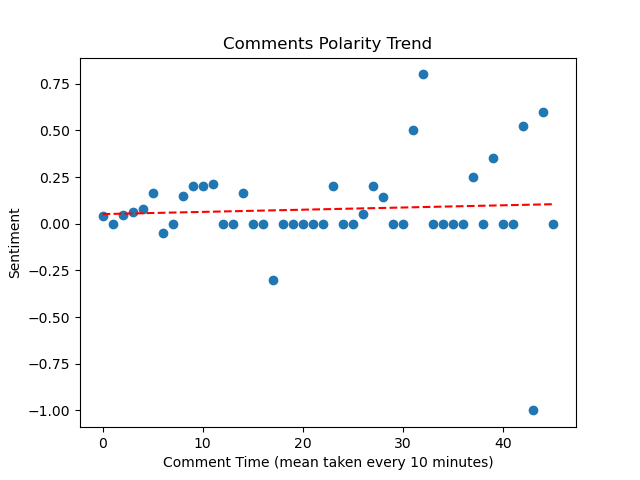 Comments Polarity Trend
0.75
0.50
0.25
0.00
−0.25
−0.50
−0.75
−1.00
Sentiment
0 10 20 30 40
Comment Time (mean taken every 10 minutes)